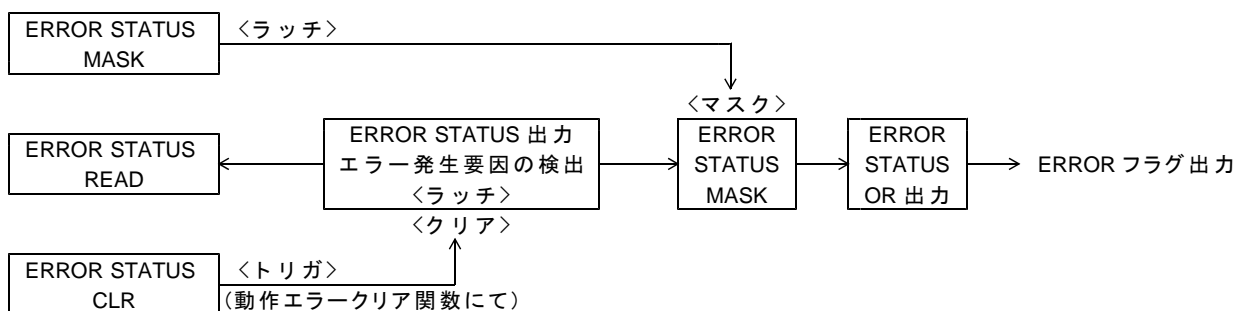 ERROR STATUS
MASK
〈ラッチ〉
〈マスク〉
ERROR STATUS
READ
ERROR STATUS 出力
エラー発生要因の検出
〈ラッチ〉
〈クリア〉
ERROR
STATUS
MASK
ERROR
STATUS
OR 出力
ERROR フラグ出力
ERROR STATUS
CLR
〈トリガ〉
(動作エラークリア関数にて)